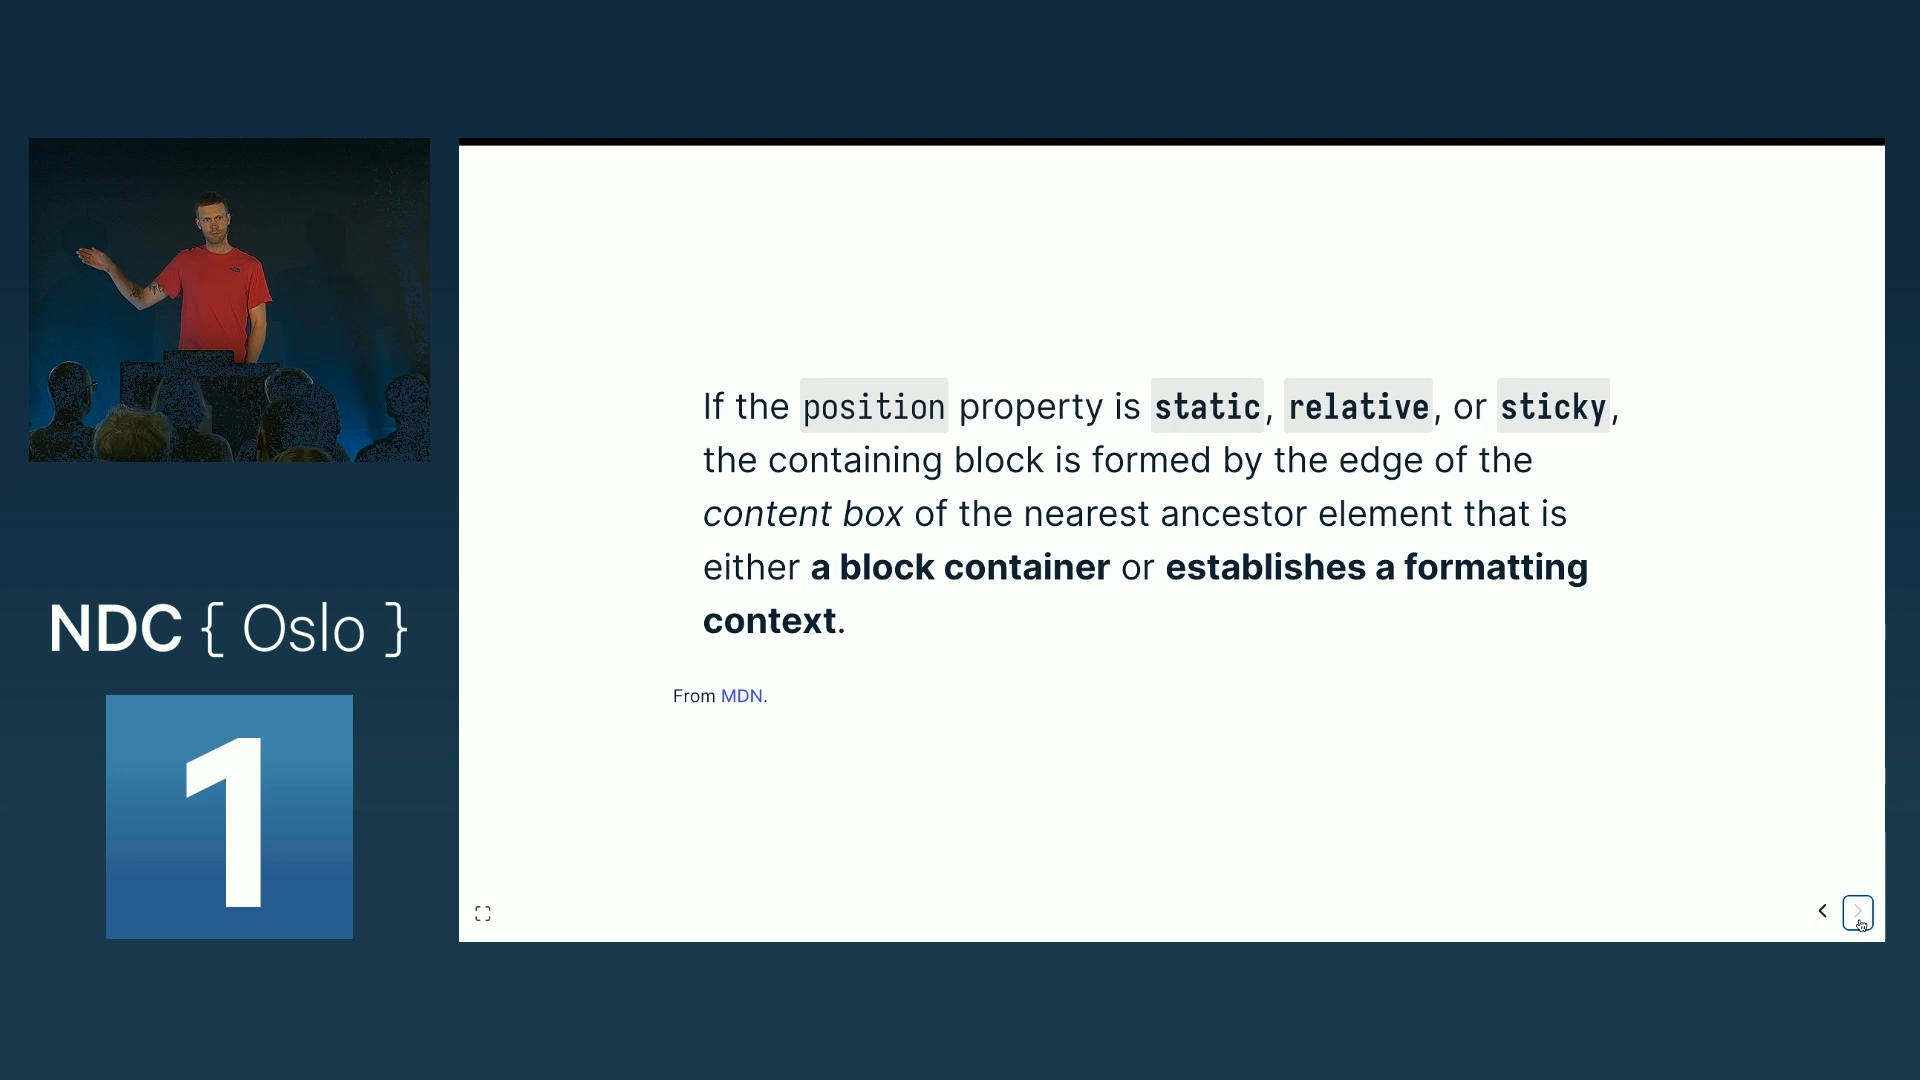 If the position property is static, relative, or sticky,
the containing block is formed by the edge of the
content box of the nearest ancestor element that is
either a block container or establishes a formatting
context.
From MDN.
NDC { Oslo }
1